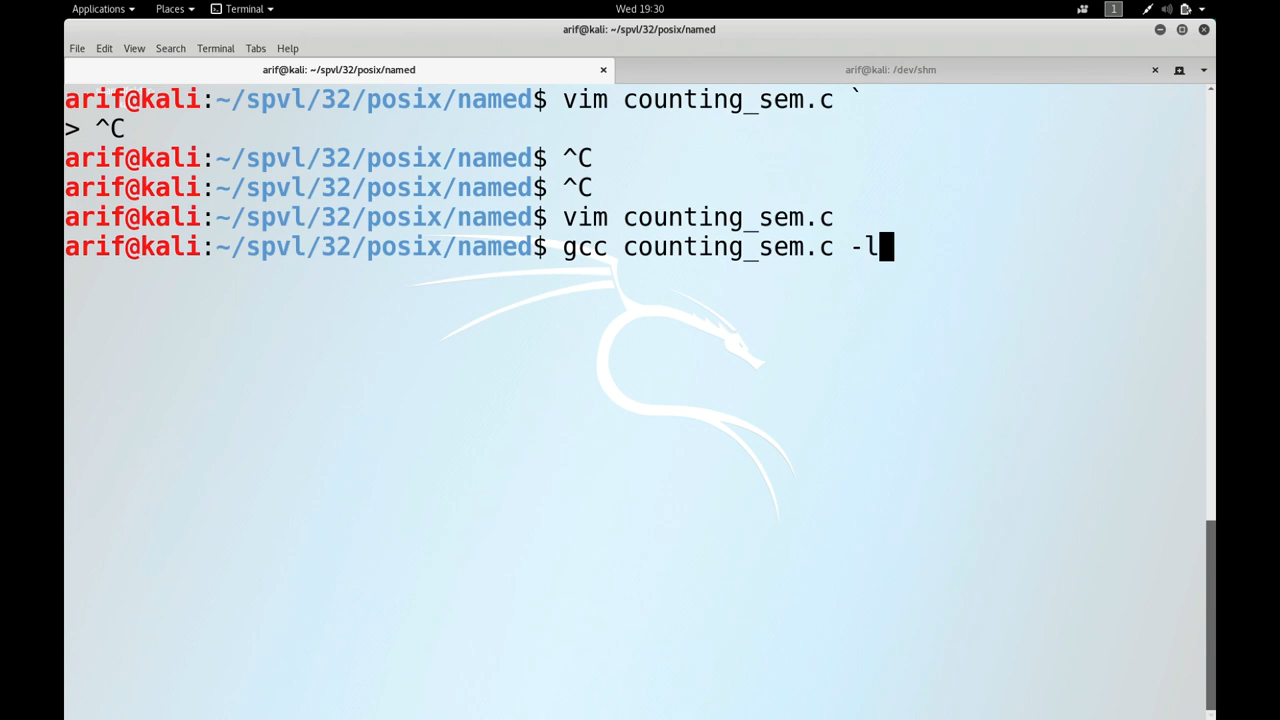 Applications Places Terminal Wed 19:30 1
arif@kali: ~/spvl/32/posix/named
File Edit View Search Terminal Tabs Help
arif@kali: ~/spvl/32/posix/named × arif@kali: /dev/shm ×
arif@kali:~/spvl/32/posix/named$ vim counting_sem.c `
> ^C
arif@kali:~/spvl/32/posix/named$ ^C
arif@kali:~/spvl/32/posix/named$ ^C
arif@kali:~/spvl/32/posix/named$ vim counting_sem.c
arif@kali:~/spvl/32/posix/named$ gcc counting_sem.c -l